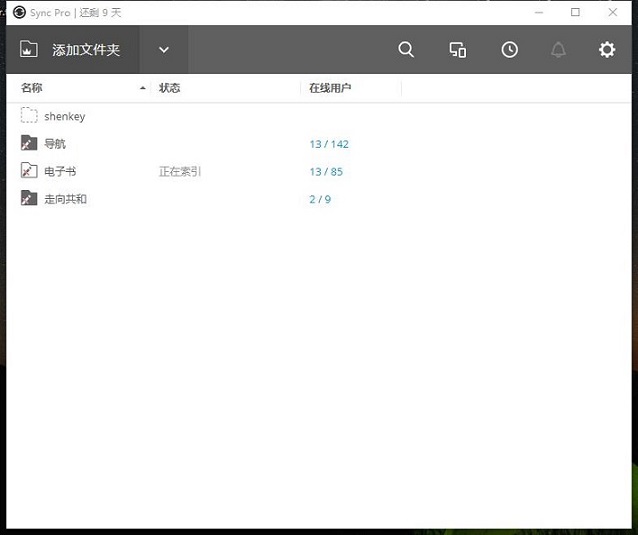 Sync Pro | 还剩 9 天
添加文件夹
名称 状态 在线用户
shenkey
导航 13 / 142
电子书 正在索引 13 / 85
走向共和 2 / 9